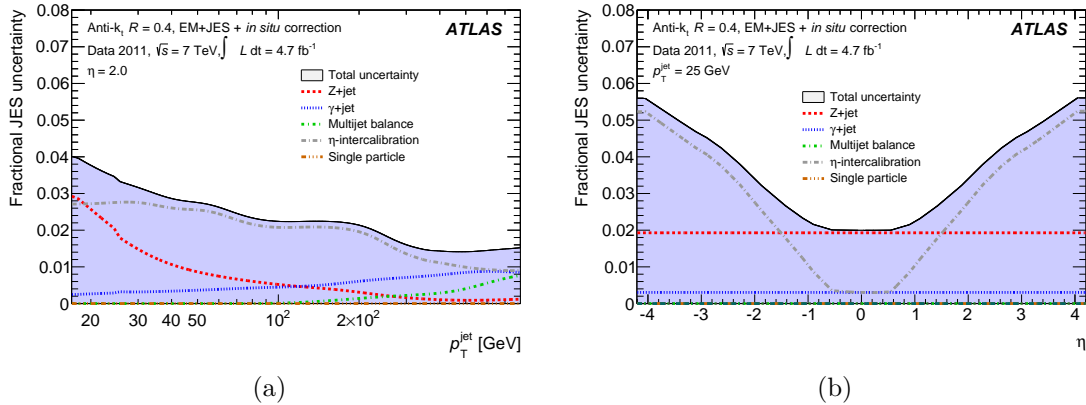 Anti-kt R = 0.4, EM+JES + in situ correction
ATLAS
Data 2011, √s = 7 TeV, ∫ L dt = 4.7 fb-1
η = 2.0
Total uncertainty
Z+jet
γ+jet
Multijet balance
η-intercalibration
Single particle
Fractional JES uncertainty
0.08
0.07
0.06
0.05
0.04
0.03
0.02
0.01
0
20 30 40 50 10² 2×10²
pTjet [GeV]
(a)
Anti-kt R = 0.4, EM+JES + in situ correction
ATLAS
Data 2011, √s = 7 TeV, ∫ L dt = 4.7 fb-1
pTjet = 25 GeV
Total uncertainty
Z+jet
γ+jet
Multijet balance
η-intercalibration
Single particle
Fractional JES uncertainty
0.08
0.07
0.06
0.05
0.04
0.03
0.02
0.01
0
-4 -3 -2 -1 0 1 2 3 4
η
(b)